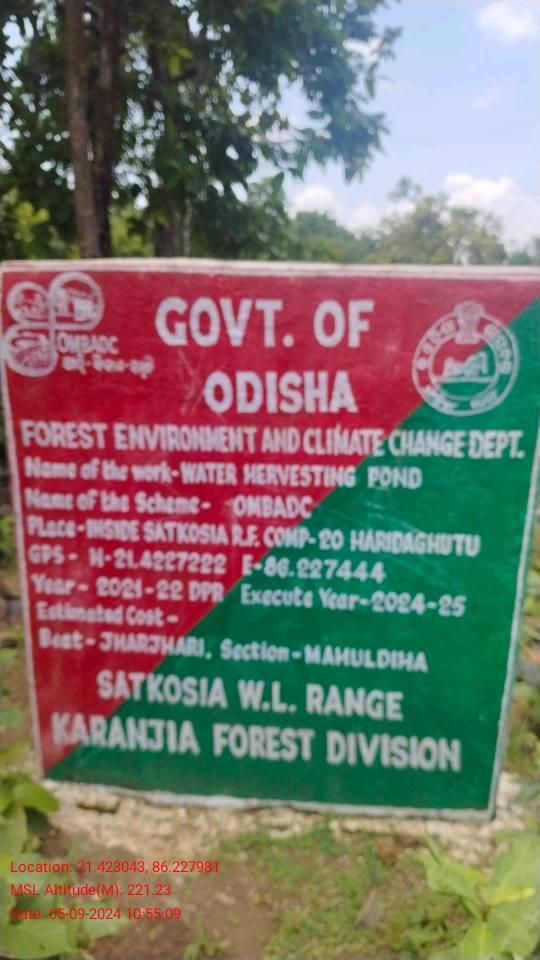 OMBADC
GOVT. OF
ODISHA
FOREST ENVIRONMENT AND CLIMATE CHANGE DEPT.
Name of the work-WATER HERVESTING POND
Name of the Scheme- OMBADC
Place-INSIDE SATKOSIA R.F. COMP-20 HARIDAGHUTU
GPS- N-21.4227222 E-86.227444
Year- 2021-22 DPR Execute Year-2024-25
Estimated Cost-
Beat-JHARJHARI, Section-MAHULDIHA
SATKOSIA W.L. RANGE
KARANJIA FOREST DIVISION
Location: 21.423043, 86.227981
MSL Altitude(M): 221.23
Date: 05-09-2024 10:55:09